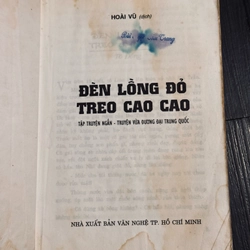 HOÀI VŨ (dịch)
ĐÈN LỒNG ĐỎ
TREO CAO CAO
TẬP TRUYỆN NGẮN - TRUYỆN VỪA ĐƯƠNG ĐẠI TRUNG QUỐC
NHÀ XUẤT BẢN VĂN NGHỆ TP. HỒ CHÍ MINH